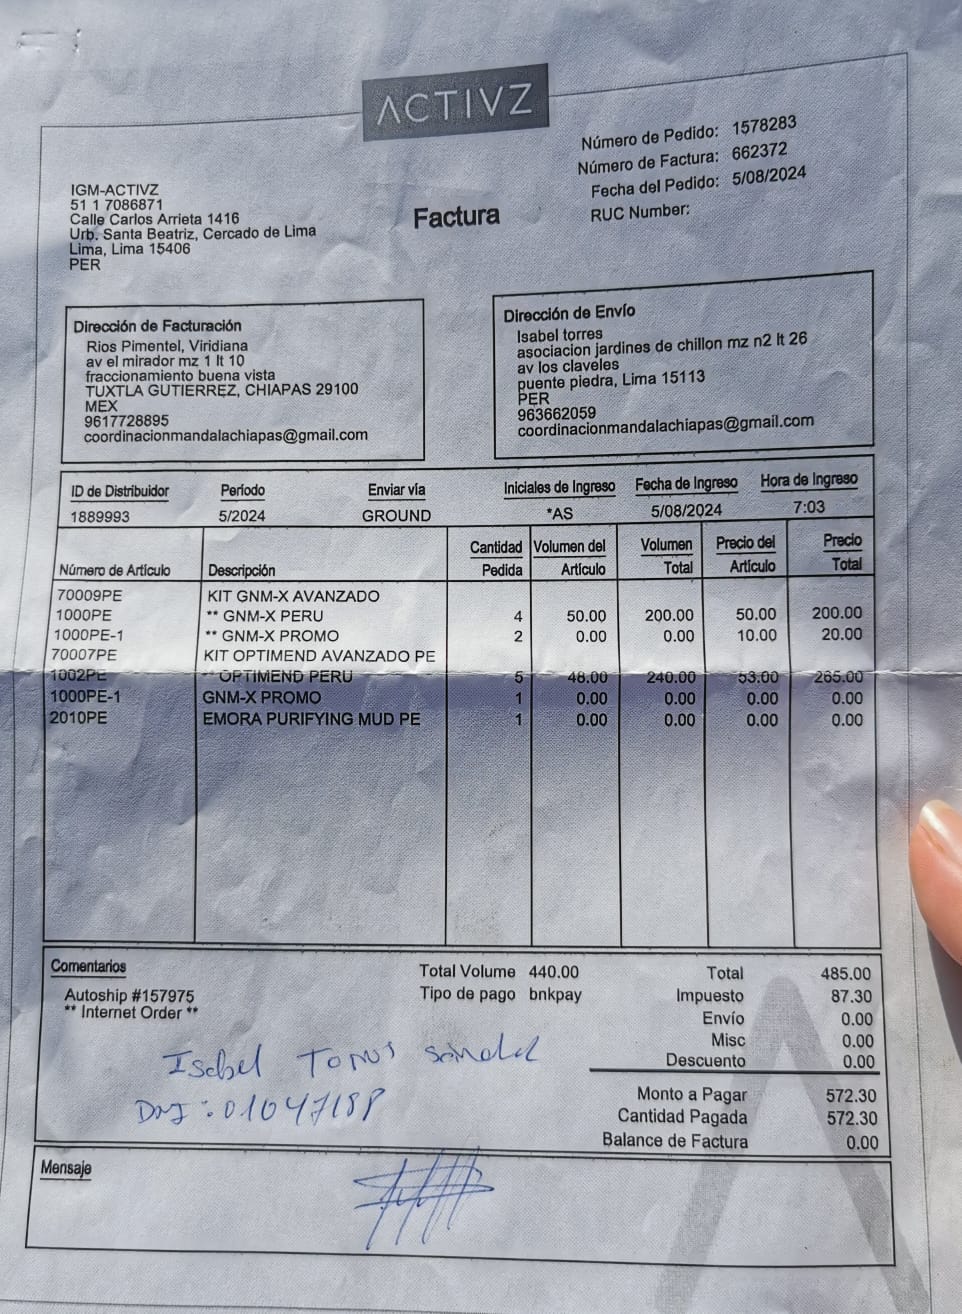 ACTIVZ
Número de Pedido: 1578283
Número de Factura: 662372
Fecha del Pedido: 5/08/2024
RUC Number:
IGM-ACTIVZ
51 1 7086871
Calle Carlos Arrieta 1416
Urb. Santa Beatriz, Cercado de Lima
Lima, Lima 15406
PER
Factura
Dirección de Facturación
Rios Pimentel, Viridiana
av el mirador mz 1 lt 10
fraccionamiento buena vista
TUXTLA GUTIERREZ, CHIAPAS 29100
MEX
9617728895
coordinacionmandalachiapas@gmail.com
Dirección de Envío
Isabel torres
asociacion jardines de chillon mz n2 lt 26
av los claveles
puente piedra, Lima 15113
PER
963662059
coordinacionmandalachiapas@gmail.com
ID de Distribuidor Período Enviar vía Iniciales de Ingreso Fecha de Ingreso Hora de Ingreso
1889993 5/2024 GROUND *AS 5/08/2024 7:03
Número de Artículo Descripción Cantidad Pedida Volumen del Artículo Volumen Total Precio del Artículo Precio Total
70009PE KIT GNM-X AVANZADO
1000PE ** GNM-X PERU 4 50.00 200.00 50.00 200.00
1000PE-1 ** GNM-X PROMO 2 0.00 0.00 10.00 20.00
70007PE KIT OPTIMEND AVANZADO PE
1002PE ** OPTIMEND PERU 5 48.00 240.00 53.00 265.00
1000PE-1 GNM-X PROMO 1 0.00 0.00 0.00 0.00
2010PE EMORA PURIFYING MUD PE 1 0.00 0.00 0.00 0.00
Comentarios
Autoship #157975
** Internet Order **
Total Volume 440.00
Tipo de pago bnkpay
Total 485.00
Impuesto 87.30
Envío 0.00
Misc 0.00
Descuento 0.00
Monto a Pagar 572.30
Cantidad Pagada 572.30
Balance de Factura 0.00
Isabel
DNI:
Mensaje